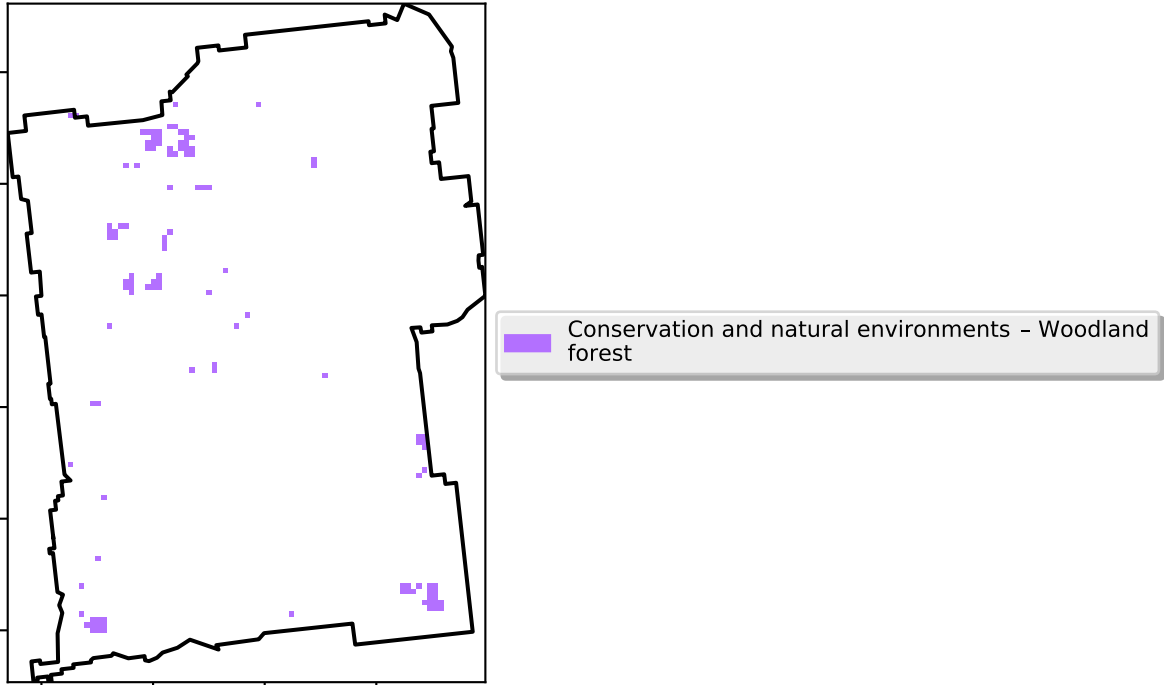 Conservation and natural environments – Woodland
forest